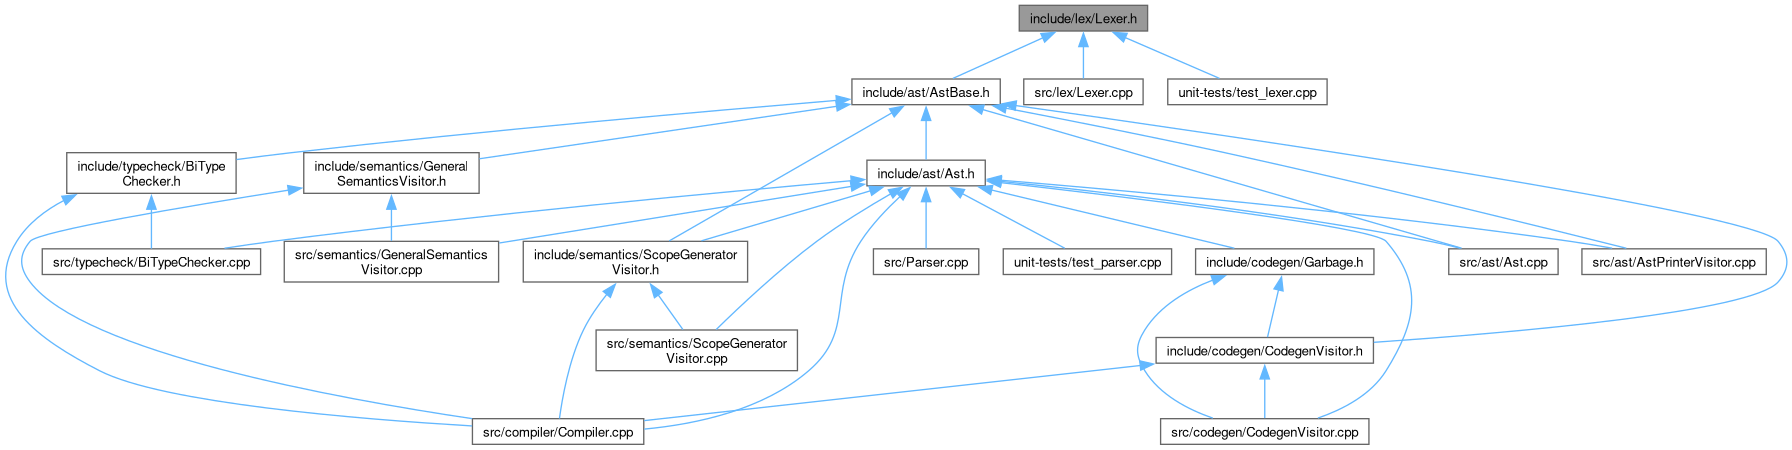 include/lex/Lexer.h
include/ast/AstBase.h
src/lex/Lexer.cpp
unit-tests/test_lexer.cpp
include/typecheck/BiType
Checker.h
include/semantics/General
SemanticsVisitor.h
include/ast/Ast.h
src/typecheck/BiTypeChecker.cpp
src/semantics/GeneralSemantics
Visitor.cpp
include/semantics/ScopeGenerator
Visitor.h
src/Parser.cpp
unit-tests/test_parser.cpp
include/codegen/Garbage.h
src/ast/Ast.cpp
src/ast/AstPrinterVisitor.cpp
src/semantics/ScopeGenerator
Visitor.cpp
include/codegen/CodegenVisitor.h
src/compiler/Compiler.cpp
src/codegen/CodegenVisitor.cpp